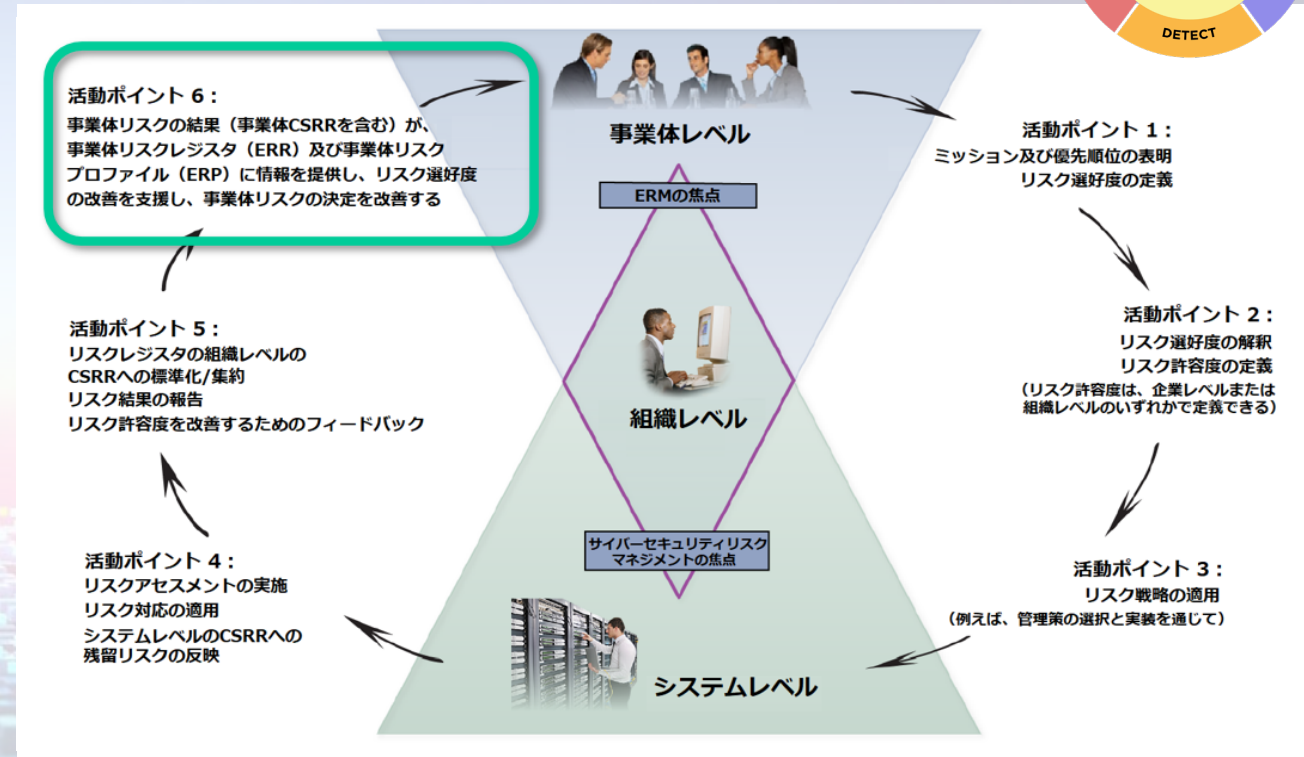 DETECT
活動ポイント 6：
事業体リスクの結果（事業体CSRRを含む）が、
事業体リスクレジスタ（ERR）及び事業体リスク
プロファイル（ERP）に情報を提供し、リスク選好度
の改善を支援し、事業体リスクの決定を改善する
事業体レベル
ERMの焦点
活動ポイント 1：
ミッション及び優先順位の表明
リスク選好度の定義
活動ポイント 2：
リスク選好度の解釈
リスク許容度の定義
（リスク許容度は、企業レベルまたは
組織レベルのいずれかで定義できる）
組織レベル
活動ポイント 5：
リスクレジスタの組織レベルの
CSRRへの標準化/集約
リスク結果の報告
リスク許容度を改善するためのフィードバック
サイバーセキュリティリスク
マネジメントの焦点
活動ポイント 3：
リスク戦略の適用
（例えば、管理策の選択と実装を通じて）
活動ポイント 4：
リスクアセスメントの実施
リスク対応の適用
システムレベルのCSRRへの
残留リスクの反映
システムレベル